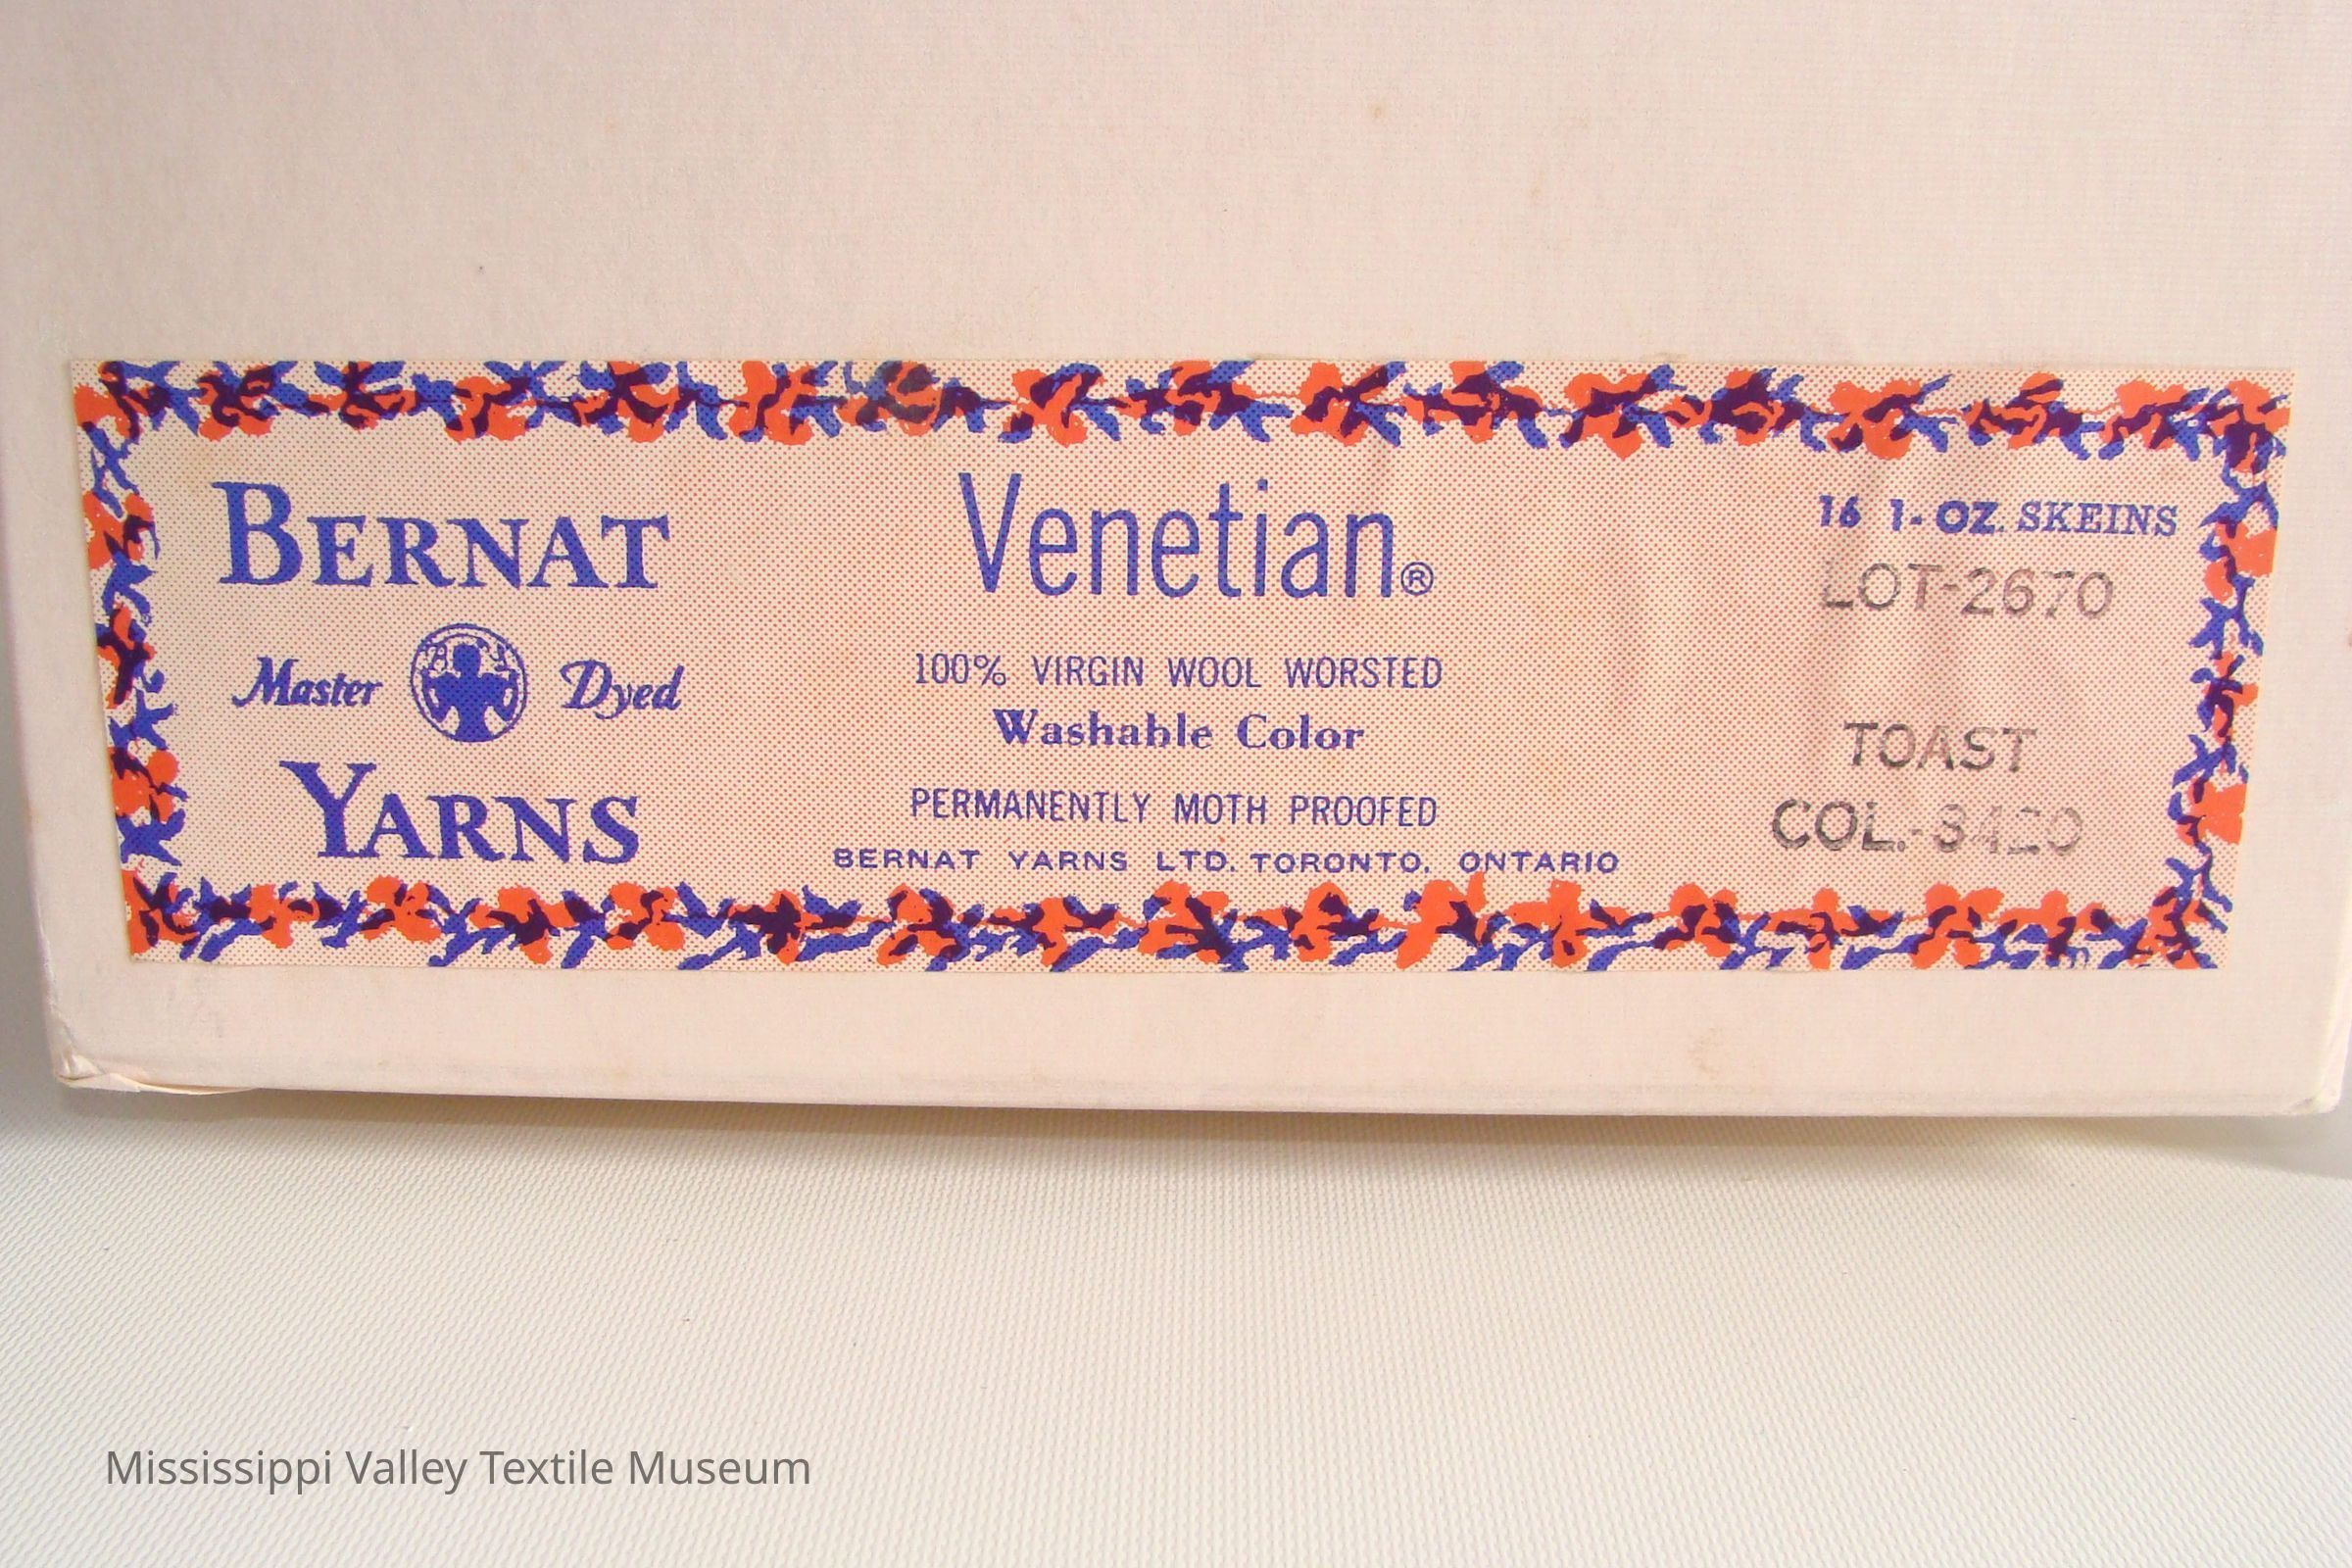 BERNAT
Master Dyed
YARNS
Venetian®
100% VIRGIN WOOL WORSTED
Washable Color
PERMANENTLY MOTH PROOFED
BERNAT YARNS LTD. TORONTO, ONTARIO
16 1-OZ. SKEINS
LOT-2670
TOAST
COL.
Mississippi Valley Textile Museum